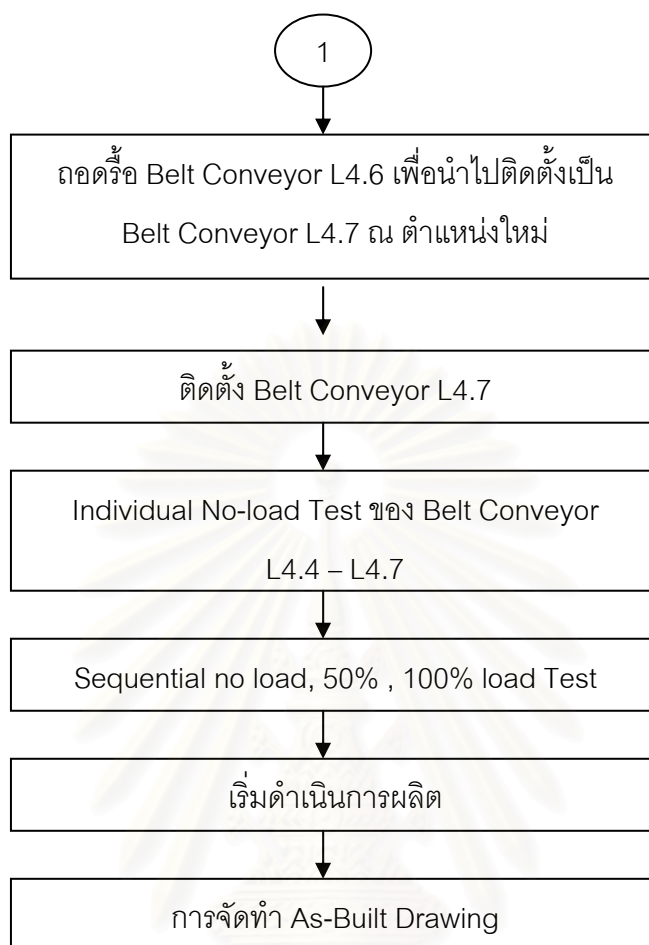 1
ถอดรื้อ Belt Conveyor L4.6 เพื่อนำไปติดตั้งเป็น
Belt Conveyor L4.7 ณ ตำแหน่งใหม่
ติดตั้ง Belt Conveyor L4.7
Individual No-load Test ของ Belt Conveyor
L4.4 – L4.7
Sequential no load, 50% , 100% load Test
เริ่มดำเนินการผลิต
การจัดทำ As-Built Drawing